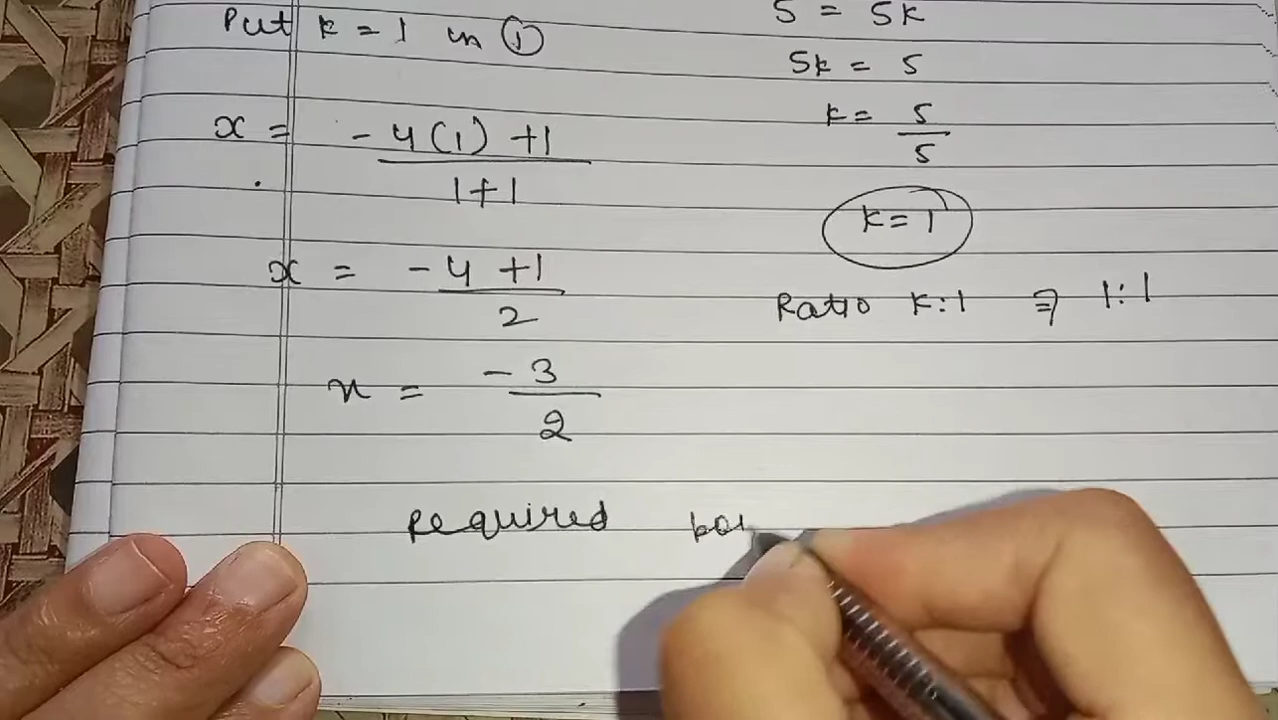 Put k = 1 in ①
x = -4(1) + 1 / 1+1
x = -4 + 1 / 2
x = -3 / 2
Required
5 = 5k
5k = 5
k = 5 / 5
k = 1
Ratio k:1 ⇒ 1:1